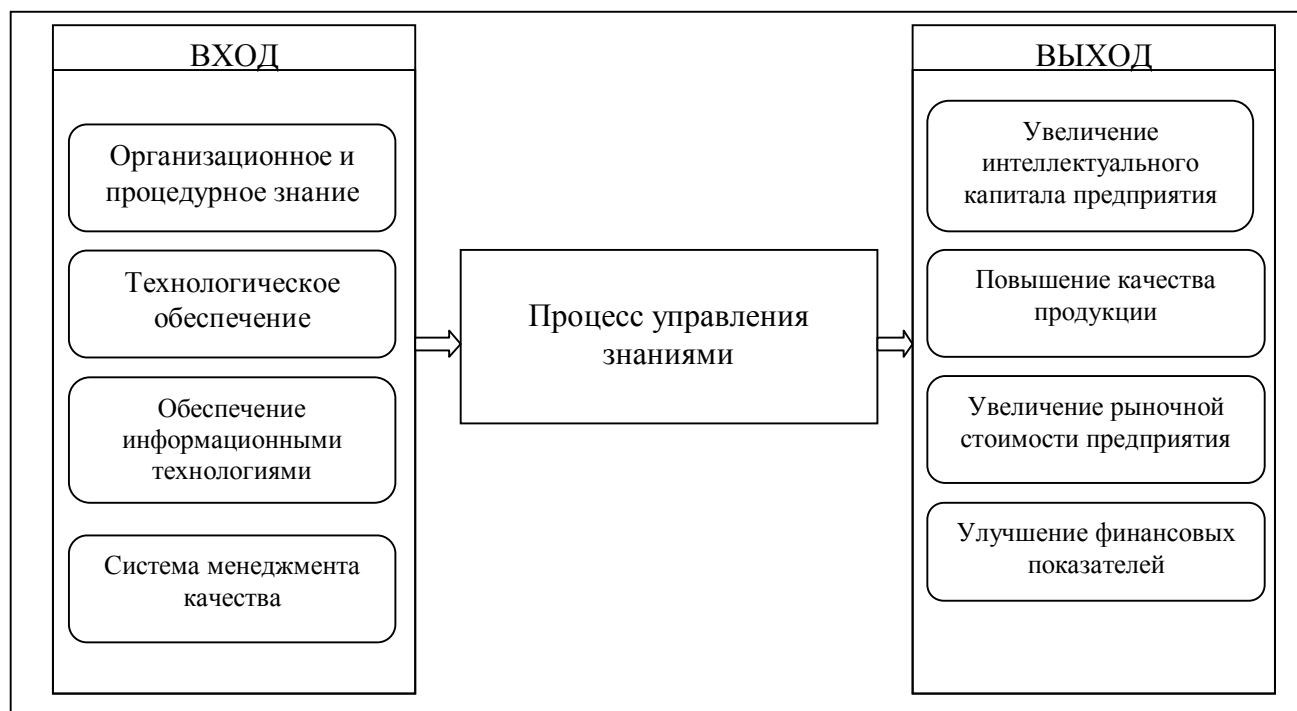 ВХОД
Организационное и
процедурное знание
Технологическое
обеспечение
Обеспечение
информационными
технологиями
Система менеджмента
качества
Процесс управления
знаниями
ВЫХОД
Увеличение
интеллектуального
капитала предприятия
Повышение качества
продукции
Увеличение рыночной
стоимости предприятия
Улучшение финансовых
показателей